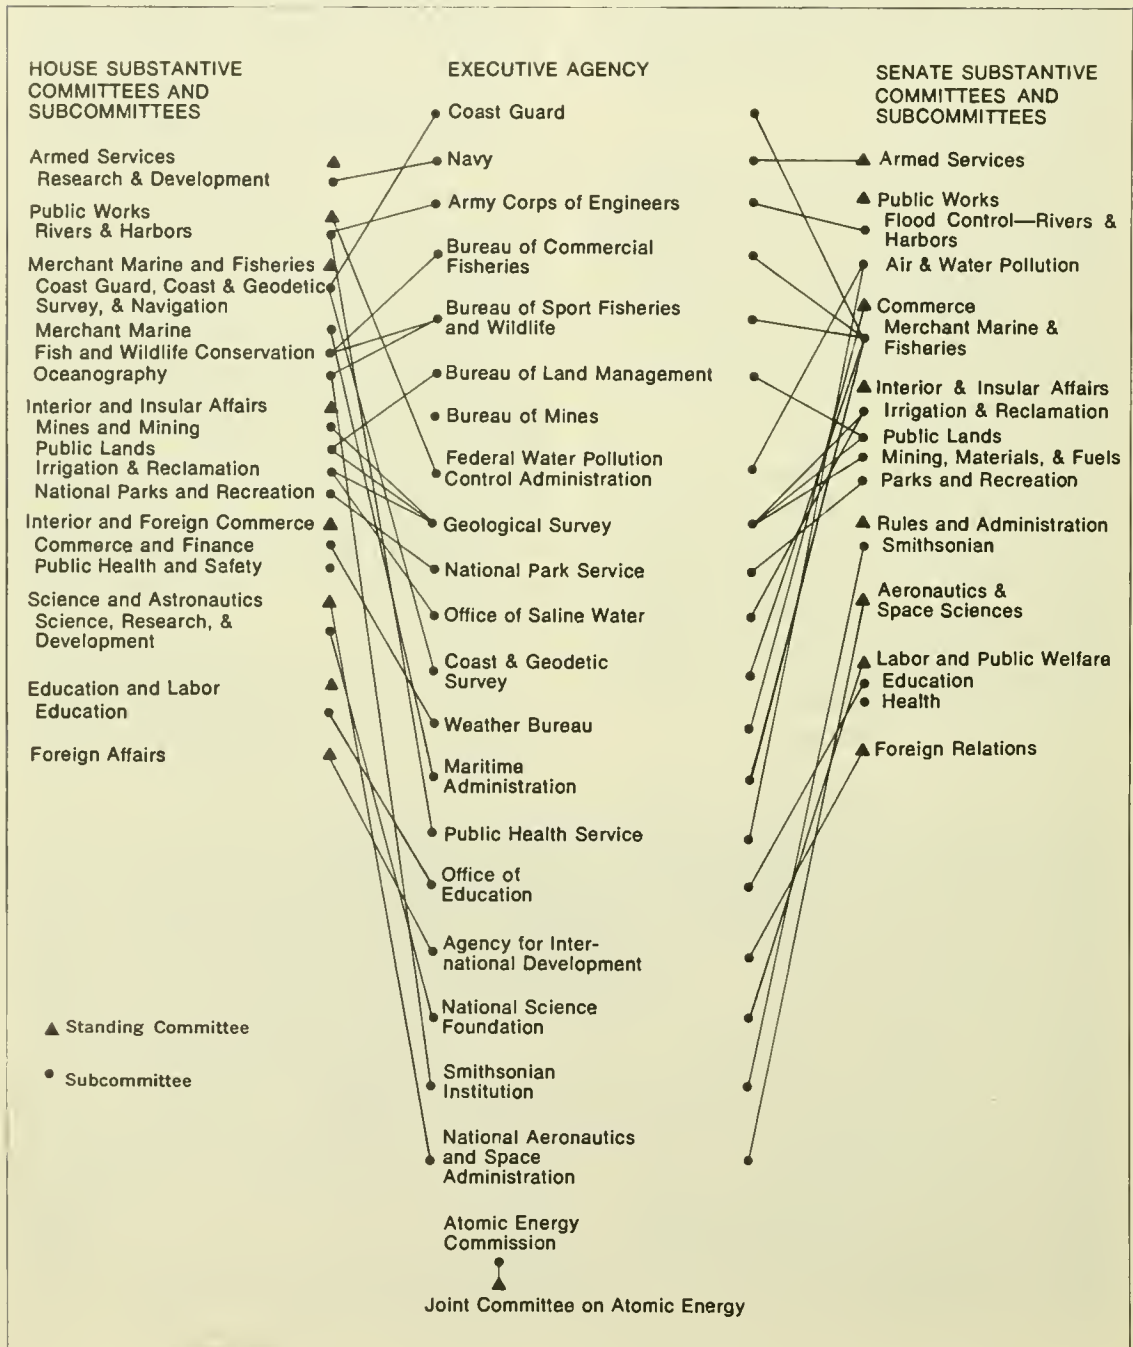 HOUSE SUBSTANTIVE
COMMITTEES AND
SUBCOMMITTEES
Armed Services
Research & Development
Public Works
Rivers & Harbors
Merchant Marine and Fisheries
Coast Guard, Coast & Geodetic
Survey, & Navigation
Merchant Marine
Fish and Wildlife Conservation
Oceanography
Interior and Insular Affairs
Mines and Mining
Public Lands
Irrigation & Reclamation
National Parks and Recreation
Interior and Foreign Commerce
Commerce and Finance
Public Health and Safety
Science and Astronautics
Science, Research, &
Development
Education and Labor
Education
Foreign Affairs
Standing Committee
Subcommittee
EXECUTIVE AGENCY
Coast Guard
Navy
Army Corps of Engineers
Bureau of Commercial
Fisheries
Bureau of Sport Fisheries
and Wildlife
Bureau of Land Management
Bureau of Mines
Federal Water Pollution
Control Administration
Geological Survey
National Park Service
Office of Saline Water
Coast & Geodetic
Survey
Weather Bureau
Maritime
Administration
Public Health Service
Office of
Education
Agency for Inter-
national Development
National Science
Foundation
Smithsonian
Institution
National Aeronautics
and Space
Administration
Atomic Energy
Commission
Joint Committee on Atomic Energy
SENATE SUBSTANTIVE
COMMITTEES AND
SUBCOMMITTEES
Armed Services
Public Works
Flood Control—Rivers &
Harbors
Air & Water Pollution
Commerce
Merchant Marine &
Fisheries
Interior & Insular Affairs
Irrigation & Reclamation
Public Lands
Mining, Materials, & Fuels
Parks and Recreation
Rules and Administration
Smithsonian
Aeronautics &
Space Sciences
Labor and Public Welfare
Education
Health
Foreign Relations